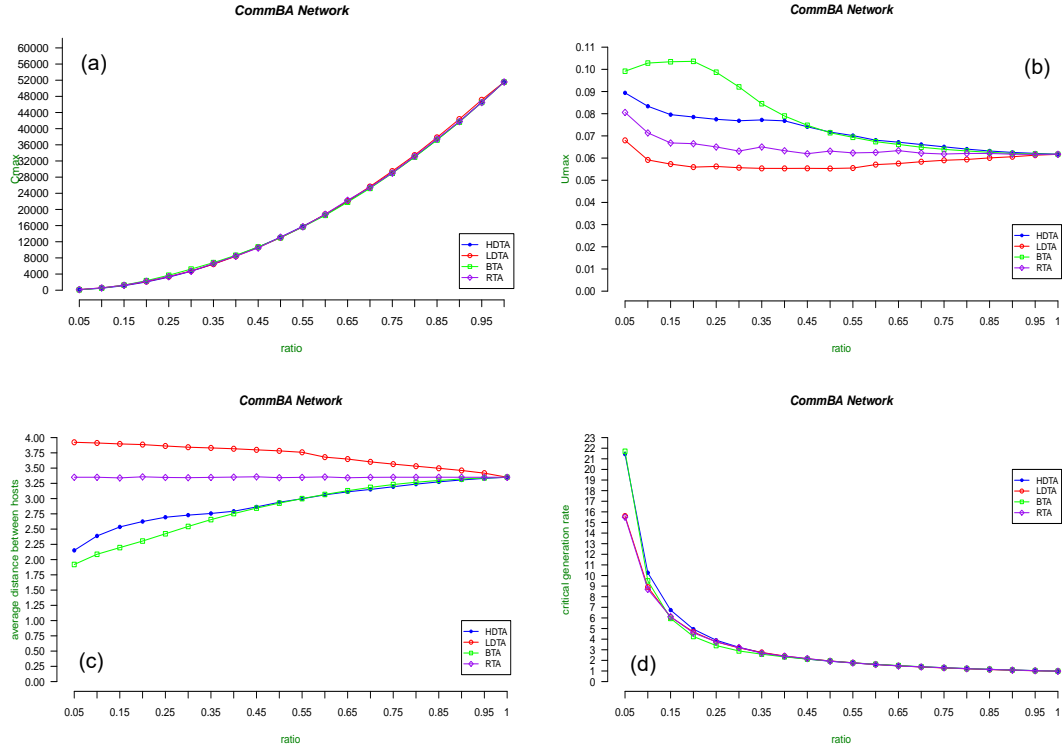 CommBA Network
(a)
Cmax
60000
56000
52000
48000
44000
40000
36000
32000
28000
24000
20000
16000
12000
8000
4000
0
0.05 0.15 0.25 0.35 0.45 0.55 0.65 0.75 0.85 0.95
ratio
HDTA
LDTA
BTA
RTA
CommBA Network
(b)
Umax
0.11
0.10
0.09
0.08
0.07
0.06
0.05
0.04
0.03
0.02
0.01
0.00
0.05 0.15 0.25 0.35 0.45 0.55 0.65 0.75 0.85 0.95 1
ratio
HDTA
LDTA
BTA
RTA
CommBA Network
(c)
average distance between hosts
4.00
3.75
3.50
3.25
3.00
2.75
2.50
2.25
2.00
1.75
1.50
1.25
1.00
0.75
0.50
0.25
0.00
0.05 0.15 0.25 0.35 0.45 0.55 0.65 0.75 0.85 0.95 1
ratio
HDTA
LDTA
BTA
RTA
CommBA Network
(d)
critical generation rate
23
22
21
20
19
18
17
16
15
14
13
12
11
10
9
8
7
6
5
4
3
2
1
0
0.05 0.15 0.25 0.35 0.45 0.55 0.65 0.75 0.85 0.95 1
ratio
HDTA
LDTA
BTA
RTA